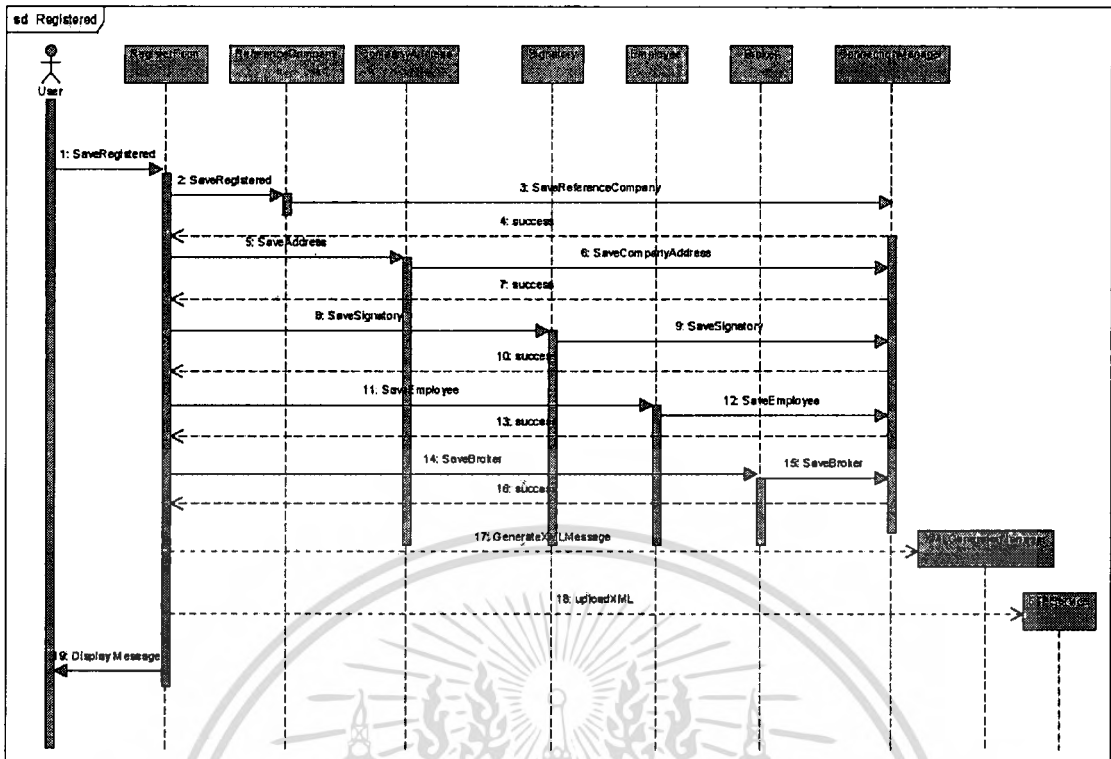 sd Registered
User
1: SaveRegistered
2: SaveRegistered
3: SaveReferenceCompany
4: success
5: SaveAddress
6: SaveCompanyAddress
7: success
8: SaveSignatory
9: SaveSignatory
10: success
11: SaveEmployee
12: SaveEmployee
13: success
14: SaveBroker
15: SaveBroker
16: success
17: GenerateXMLMessage
18: uploadXML
19: Display Message